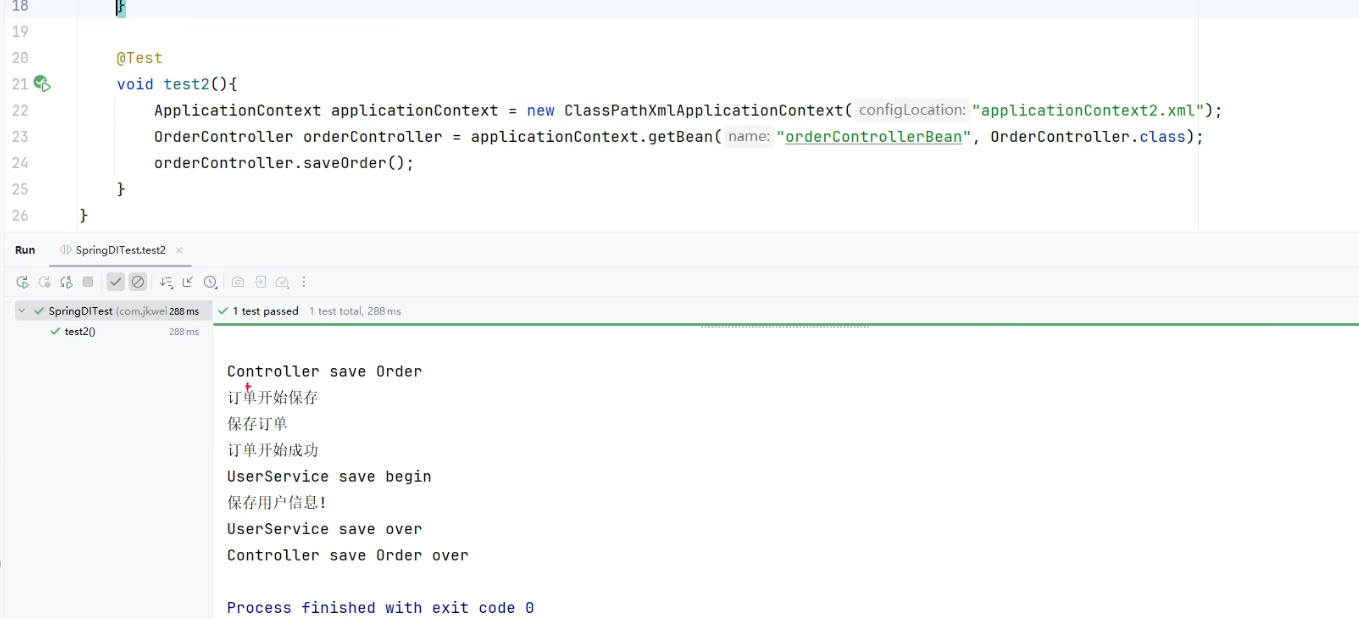 18 }
19
20 @Test
21 void test2(){
22 ApplicationContext applicationContext = new ClassPathXmlApplicationContext( configLocation: "applicationContext2.xml");
23 OrderController orderController = applicationContext.getBean( name: "orderControllerBean", OrderController.class);
24 orderController.saveOrder();
25 }
26 }
Run SpringDITest.test2 ×
SpringDITest (com.jkwei 288 ms
1 test passed 1 test total, 288 ms
test2() 288 ms
Controller save Order
订单开始保存
保存订单
订单开始成功
UserService save begin
保存用户信息!
UserService save over
Controller save Order over
Process finished with exit code 0